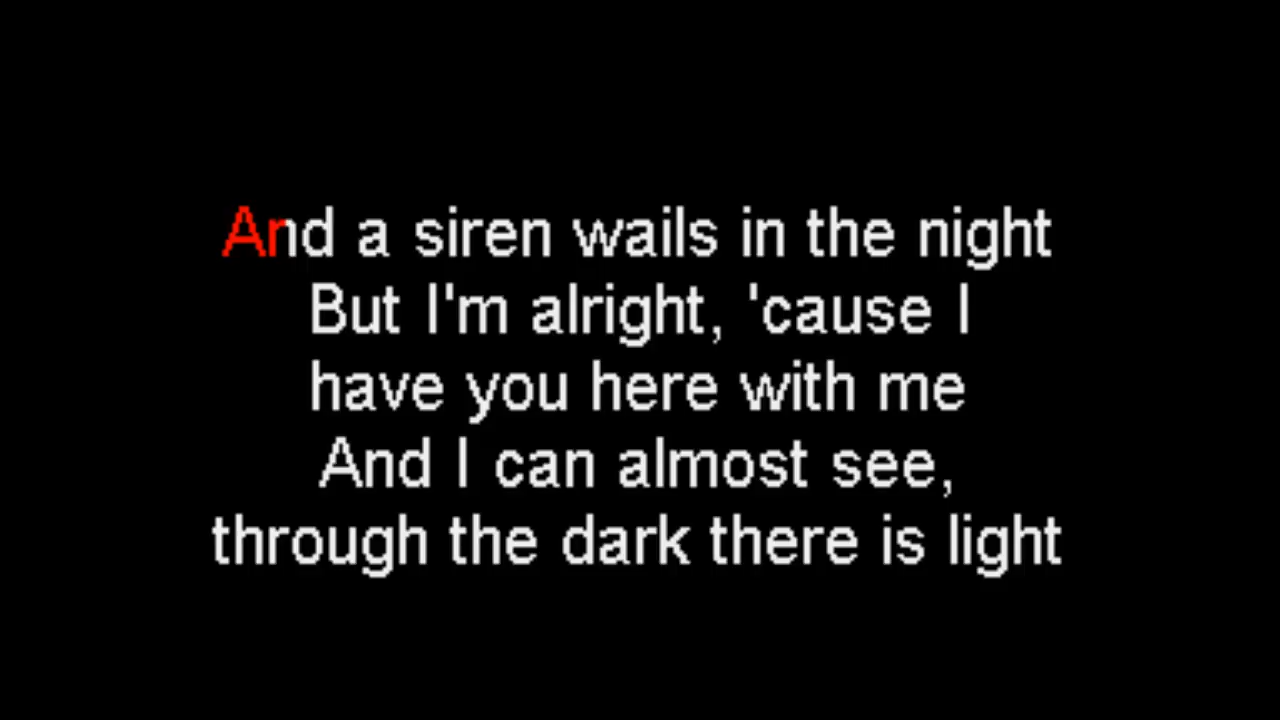 And a siren wails in the night
But I'm alright, 'cause I
have you here with me
And I can almost see,
through the dark there is light